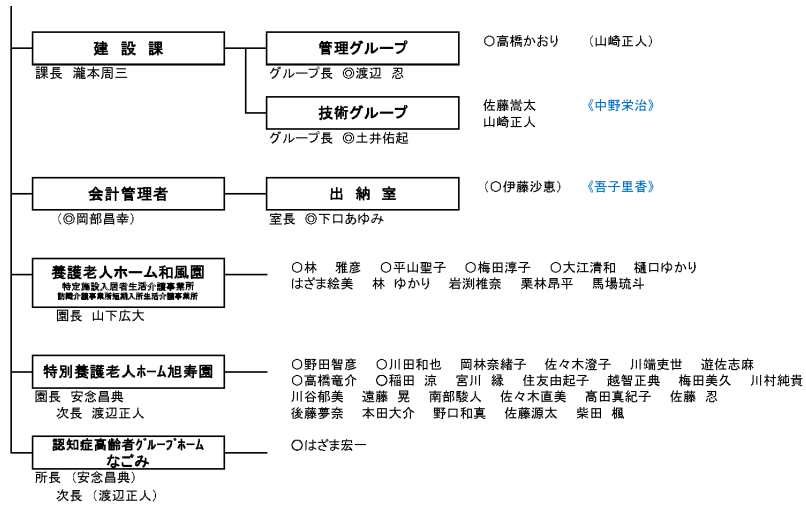 建 設 課
管理グループ
○高橋かおり (山崎正人)
課長 瀧本周三
グループ長 ◎渡辺 忍
技術グループ
佐藤嵩太 《中野栄治》
山崎正人
グループ長 ◎土井佑起
会計管理者
出 納 室
(○伊藤沙恵) 《吾子里香》
(◎岡部昌幸)
室長 ◎下口あゆみ
養護老人ホーム和風園
特定施設入居者生活介護事業所
訪問介護事業所短期入所生活介護事業所
○林 雅彦 ○平山聖子 ○梅田淳子 ○大江清和 樋口ゆかり
はざま絵美 林 ゆかり 岩渕椎奈 栗林昂平 馬場琉斗
園長 山下広大
特別養護老人ホーム旭寿園
○野田智彦 ○川田和也 岡林奈緒子 佐々木澄子 川端吏世 遊佐志麻
○高橋竜介 ○稲田 涼 宮川 縁 住友由起子 越智正典 梅田美久 川村純貴
川谷郁美 遠藤 晃 南部駿人 佐々木直美 高田真紀子 佐藤 忍
後藤夢奈 本田大介 野口和真 佐藤源太 柴田 楓
園長 安念昌典
次長 渡辺正人
認知症高齢者グループホーム
なごみ
○はざま宏一
所長 (安念昌典)
次長 (渡辺正人)